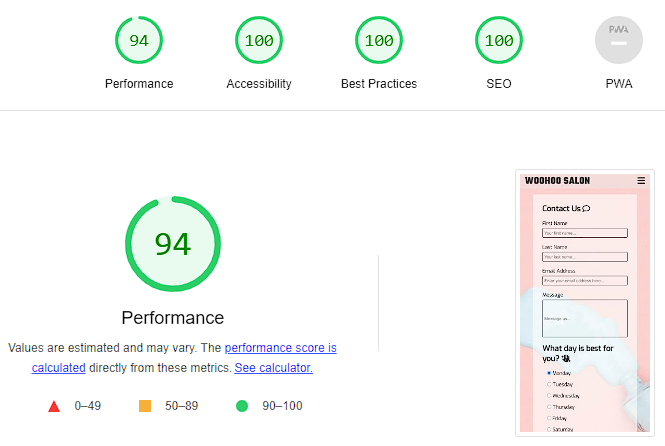 94
100
100
100
PWA
Performance
Accessibility
Best Practices
SEO
PWA
94
Performance
Values are estimated and may vary. The performance score is
calculated directly from these metrics. See calculator.
0–49
50–89
90–100
WOOHOO SALON
Contact Us
First Name
Your first name...
Last Name
Your last name...
Email Address
Enter your email address here...
Message
Message us...
What day is best for
you?
Monday
Tuesday
Wednesday
Thursday
Friday
Saturday